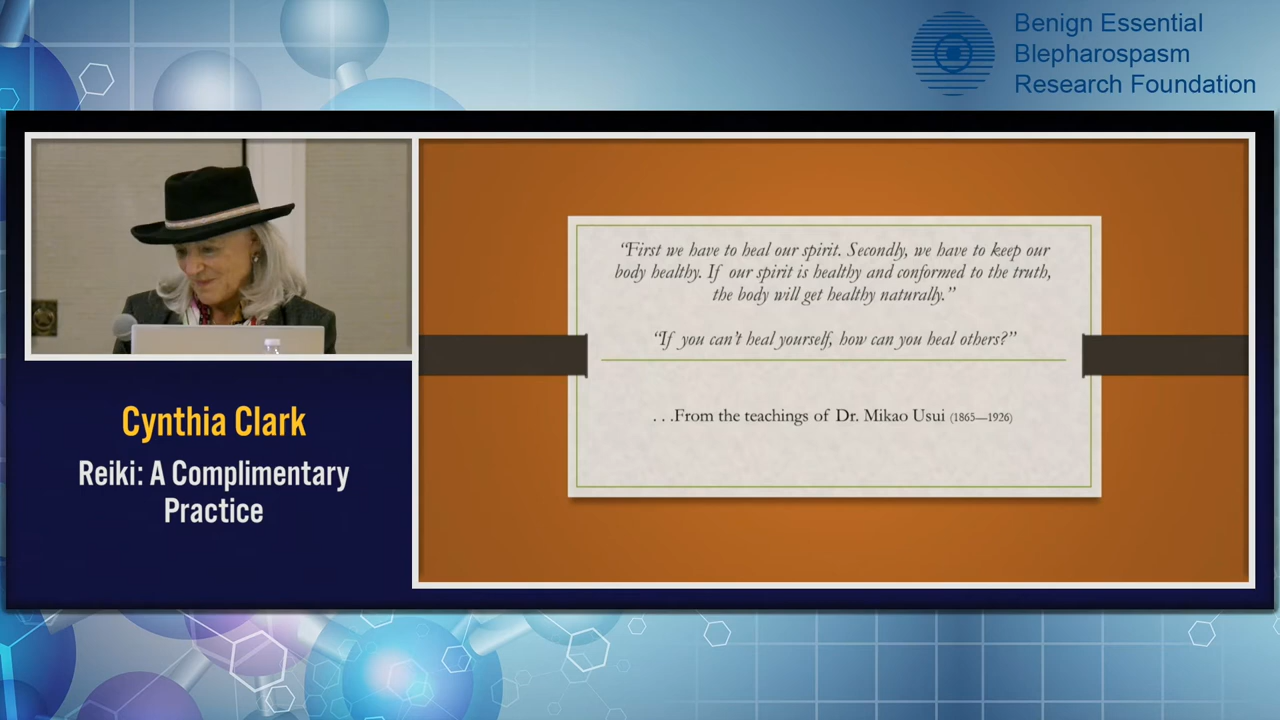 Benign Essential
Blepharospasm
Research Foundation
Cynthia Clark
Reiki: A Complimentary
Practice
“First we have to heal our spirit. Secondly, we have to keep our
body healthy. If our spirit is healthy and conformed to the truth,
the body will get healthy naturally.”
“If you can’t heal yourself, how can you heal others?”
. . .From the teachings of Dr. Mikao Usui (1865—1926)